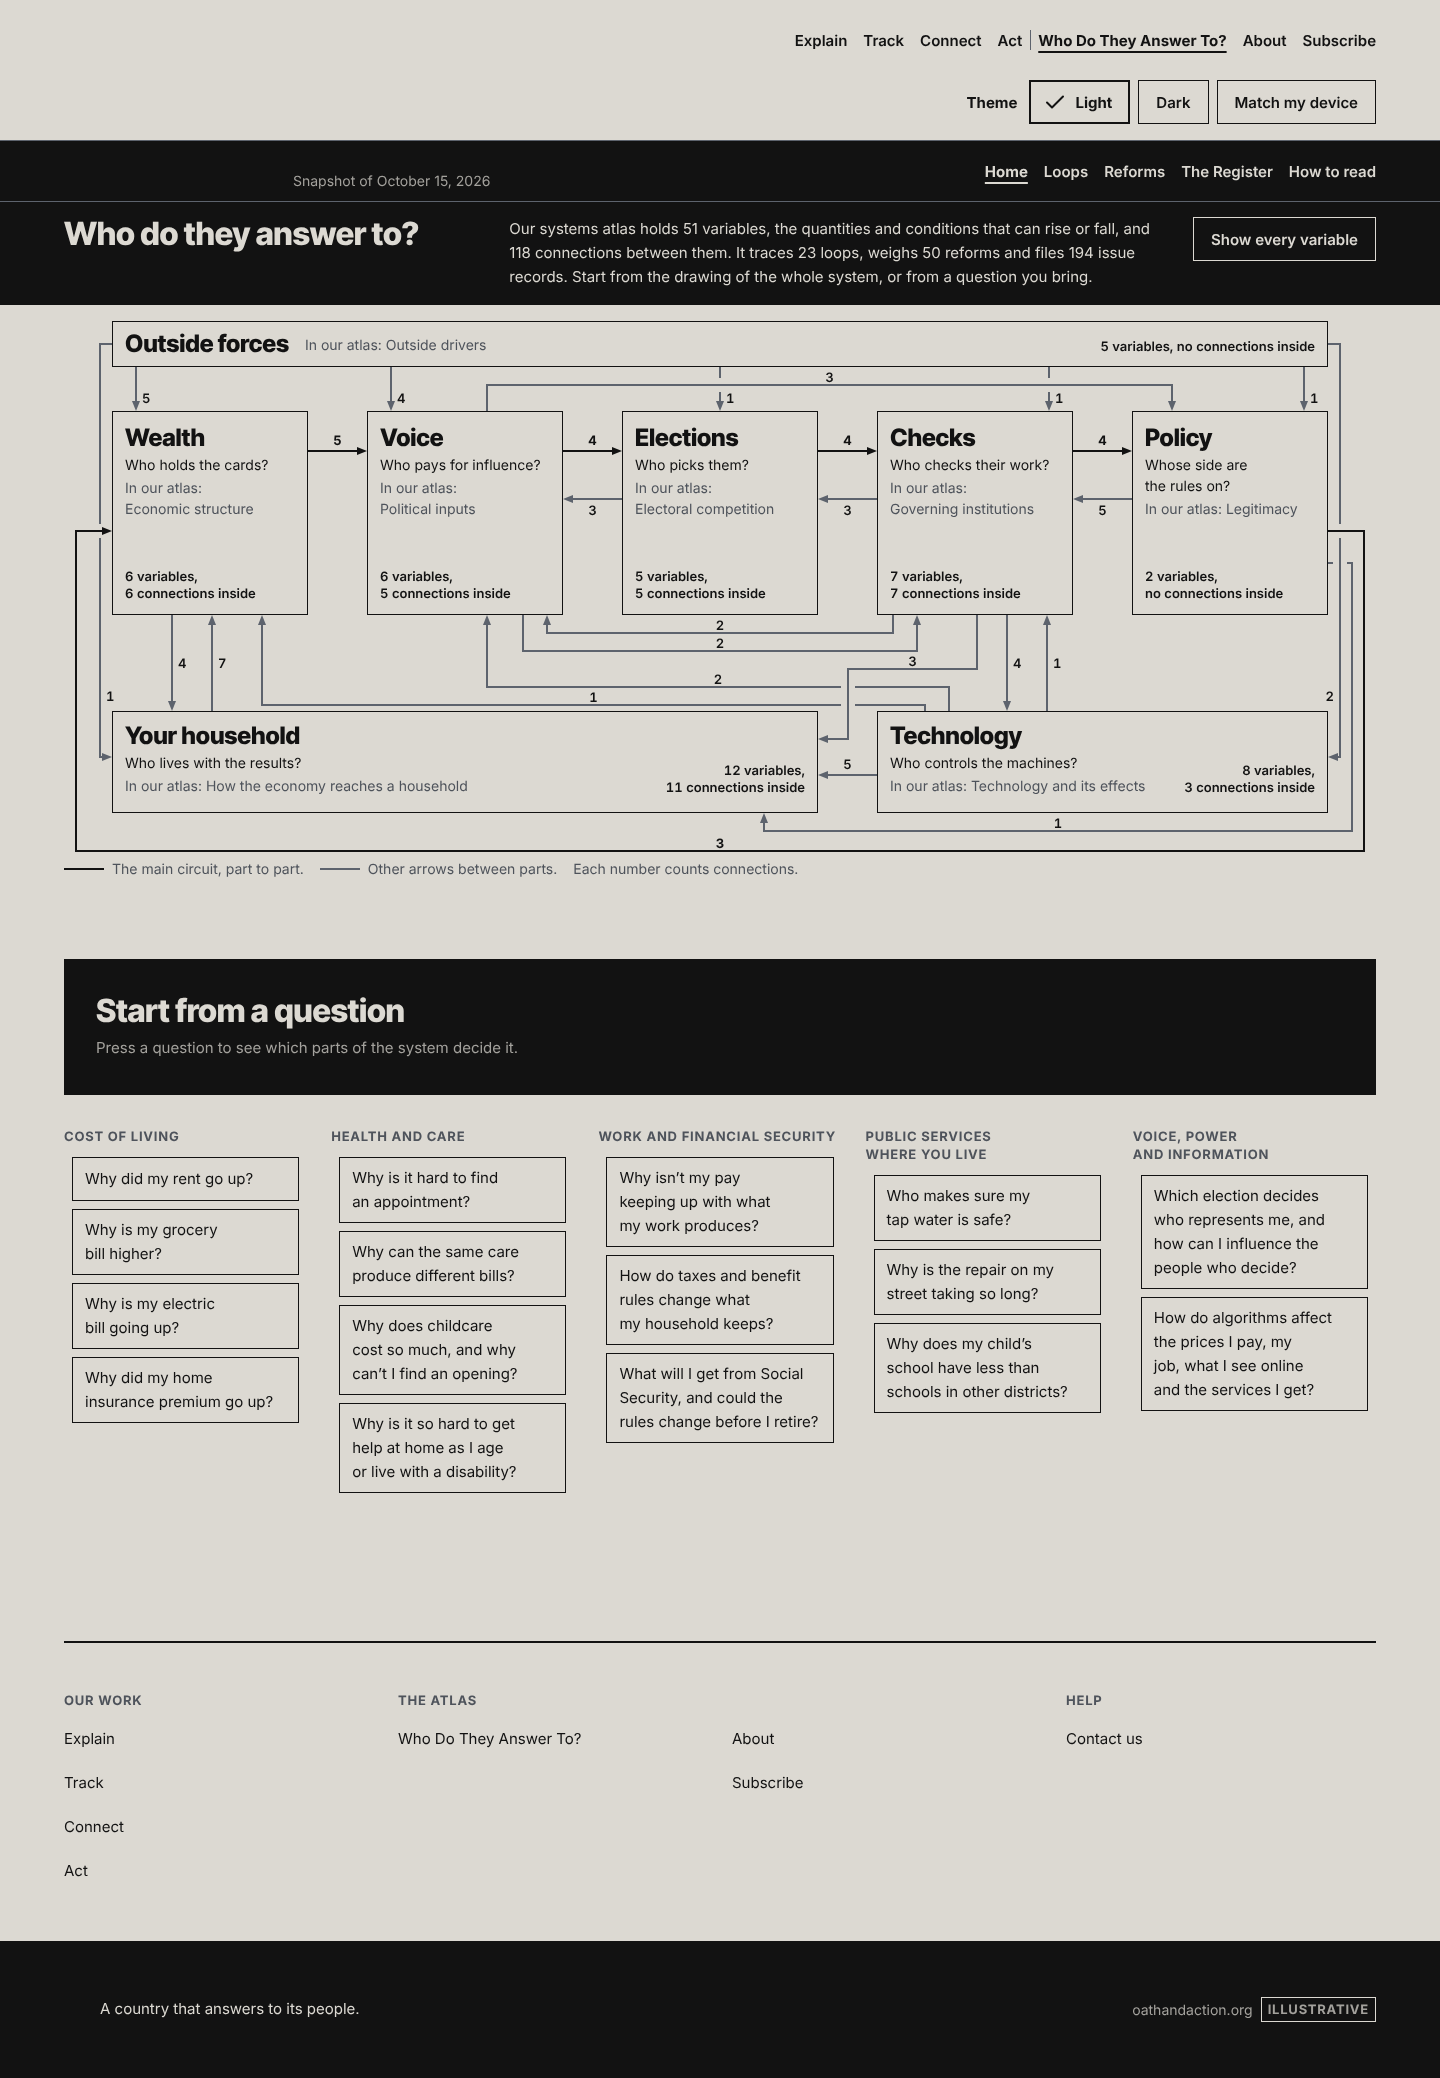 Explain Track Connect Act Who Do They Answer To? About Subscribe
Theme Light Dark Match my device
Snapshot of October 15, 2026
Home Loops Reforms The Register How to read
Who do they answer to?
Our systems atlas holds 51 variables, the quantities and conditions that can rise or fall, and
118 connections between them. It traces 23 loops, weighs 50 reforms and files 194 issue
records. Start from the drawing of the whole system, or from a question you bring.
Show every variable
Outside forces In our atlas: Outside drivers
5 variables, no connections inside
3
5
4
1
1
1
Wealth
Who holds the cards?
In our atlas:
Economic structure
6 variables,
6 connections inside
5
Voice
Who pays for influence?
In our atlas:
Political inputs
6 variables,
5 connections inside
4
3
Elections
Who picks them?
In our atlas:
Electoral competition
5 variables,
5 connections inside
4
3
Checks
Who checks their work?
In our atlas:
Governing institutions
7 variables,
7 connections inside
4
5
Policy
Whose side are
the rules on?
In our atlas: Legitimacy
2 variables,
no connections inside
2
2
3
4
7
4
1
2
1
1
2
Your household
Who lives with the results?
In our atlas: How the economy reaches a household
12 variables,
11 connections inside
5
Technology
Who controls the machines?
In our atlas: Technology and its effects
8 variables,
3 connections inside
1
3
The main circuit, part to part. Other arrows between parts. Each number counts connections.
Start from a question
Press a question to see which parts of the system decide it.
COST OF LIVING
Why did my rent go up?
Why is my grocery
bill higher?
Why is my electric
bill going up?
Why did my home
insurance premium go up?
HEALTH AND CARE
Why is it hard to find
an appointment?
Why can the same care
produce different bills?
Why does childcare
cost so much, and why
can’t I find an opening?
Why is it so hard to get
help at home as I age
or live with a disability?
WORK AND FINANCIAL SECURITY
Why isn’t my pay
keeping up with what
my work produces?
How do taxes and benefit
rules change what
my household keeps?
What will I get from Social
Security, and could the
rules change before I retire?
PUBLIC SERVICES
WHERE YOU LIVE
Who makes sure my
tap water is safe?
Why is the repair on my
street taking so long?
Why does my child’s
school have less than
schools in other districts?
VOICE, POWER
AND INFORMATION
Which election decides
who represents me, and
how can I influence the
people who decide?
How do algorithms affect
the prices I pay, my
job, what I see online
and the services I get?
OUR WORK
Explain
Track
Connect
Act
THE ATLAS
Who Do They Answer To?
About
Subscribe
HELP
Contact us
A country that answers to its people.
oathandaction.org ILLUSTRATIVE